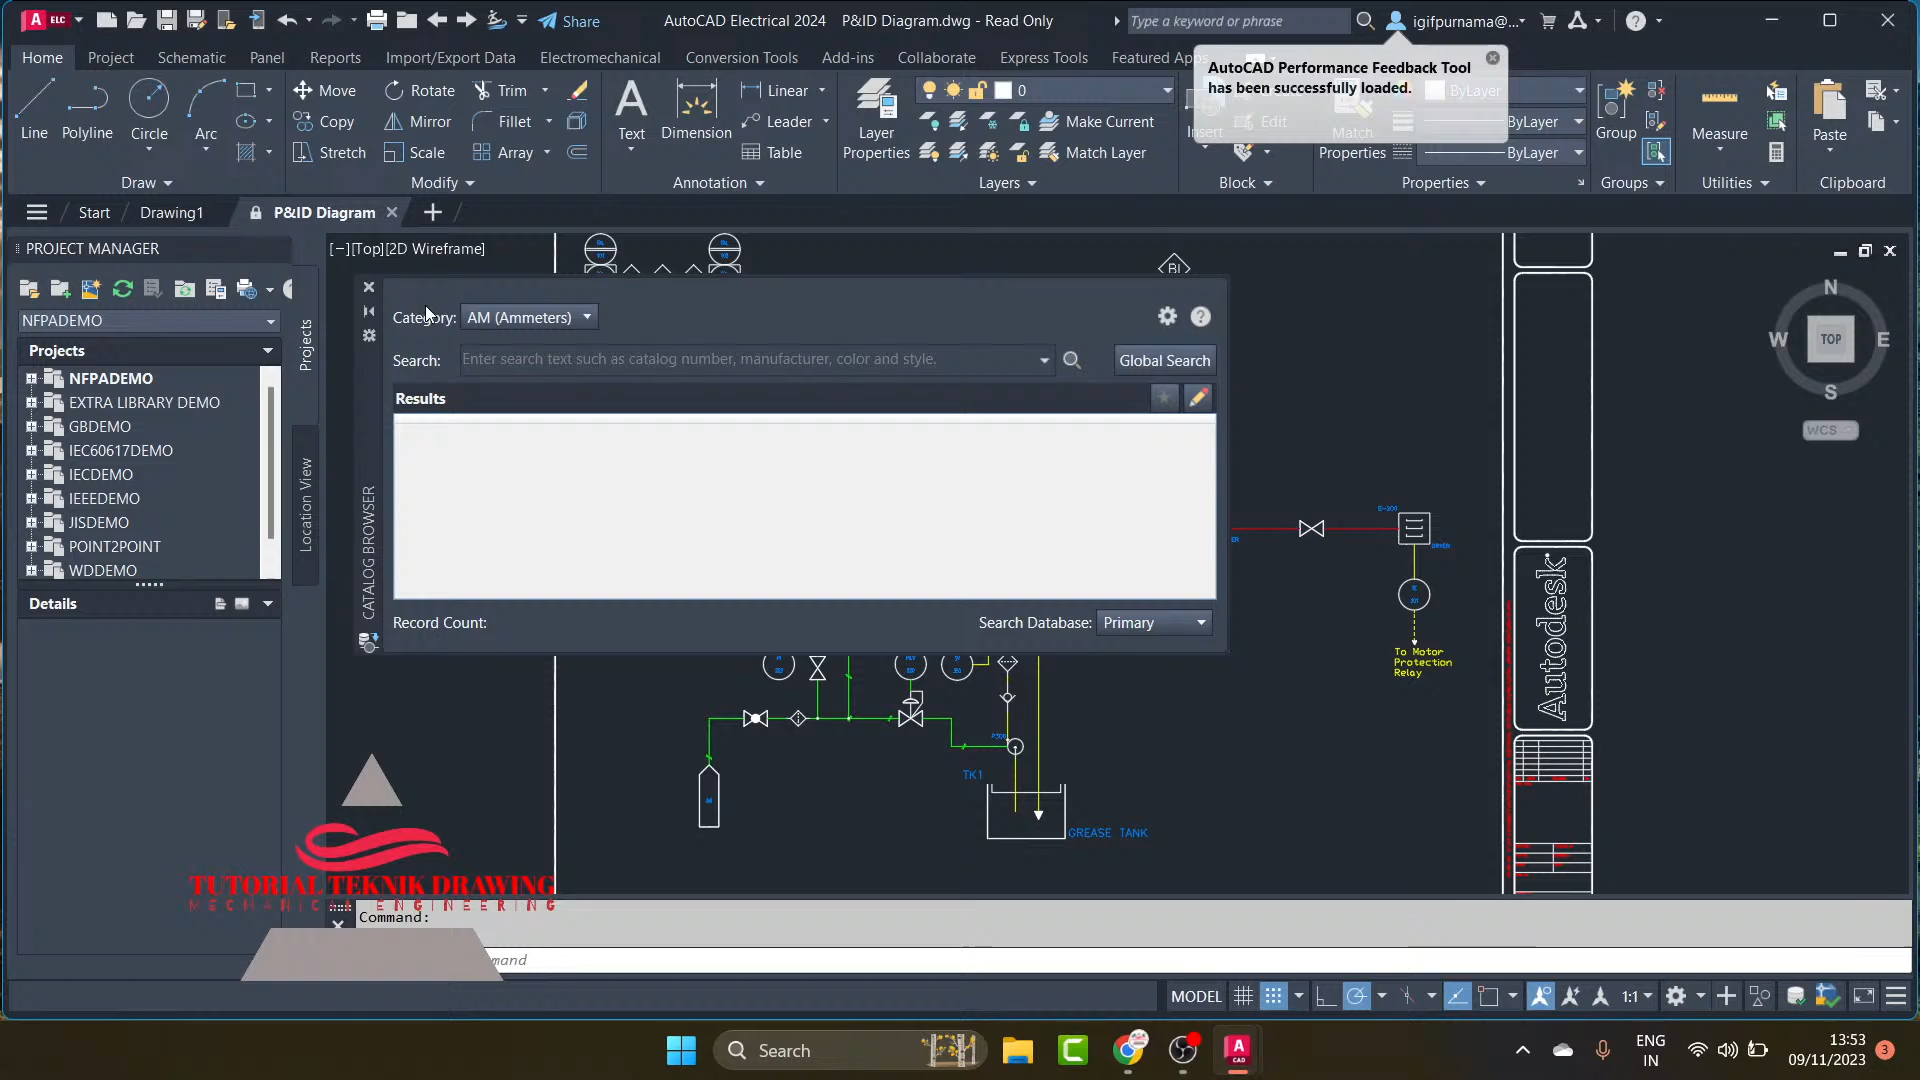 ELC
Share
AutoCAD Electrical 2024
P&ID Diagram.dwg - Read Only
Type a keyword or phrase
igifpurnama@...
Home
Project
Schematic
Panel
Reports
Import/Export Data
Electromechanical
Conversion Tools
Add-ins
Collaborate
Express Tools
Featured Apps
AutoCAD Performance Feedback Tool
has been successfully loaded.
Line
Polyline
Circle
Arc
Move
Rotate
Trim
Copy
Mirror
Fillet
Stretch
Scale
Array
Text
Dimension
Linear
Leader
Table
Layer
Properties
0
Make Current
Match Layer
Insert
Edit
Match
Properties
ByLayer
ByLayer
ByLayer
Group
Measure
Paste
Draw
Modify
Annotation
Layers
Block
Properties
Groups
Utilities
Clipboard
Start
Drawing1
P&ID Diagram
PROJECT MANAGER
[−][Top][2D Wireframe]
NFPADEMO
Projects
NFPADEMO
EXTRA LIBRARY DEMO
GBDEMO
IEC60617DEMO
IECDEMO
IEEEDEMO
JISDEMO
POINT2POINT
WDDEMO
Details
Projects
Location View
CATALOG BROWSER
Category:
AM (Ammeters)
Search:
Enter search text such as catalog number, manufacturer, color and style.
Global Search
Results
Record Count:
Search Database:
Primary
BI
N
W
TOP
E
S
WCS
To Motor
Protection
Relay
Autodesk
TK1
GREASE TANK
TUTORIAL TEKNIK DRAWING
MECHANICAL ENGINEERING
Command:
mand
MODEL
1:1
Search
ENG
IN
13:53
09/11/2023
3